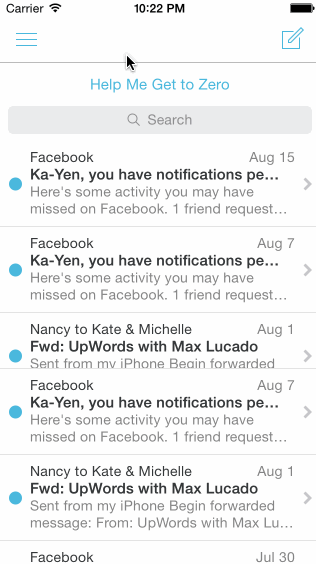 Carrier 10:22 PM
Help Me Get to Zero
Search
Facebook Aug 15
Ka-Yen, you have notifications pe…
Here's some activity you may have
missed on Facebook. 1 friend request…
Facebook Aug 7
Ka-Yen, you have notifications pe…
Here's some activity you may have
missed on Facebook. 1 friend request…
Nancy to Kate & Michelle Aug 1
Fwd: UpWords with Max Lucado
Sent from my iPhone Begin forwarded
Facebook Aug 7
Ka-Yen, you have notifications pe…
Here's some activity you may have
missed on Facebook. 1 friend request…
Nancy to Kate & Michelle Aug 1
Fwd: UpWords with Max Lucado
Sent from my iPhone Begin forwarded
message: From: UpWords with Max Lu…
Facebook Jul 30